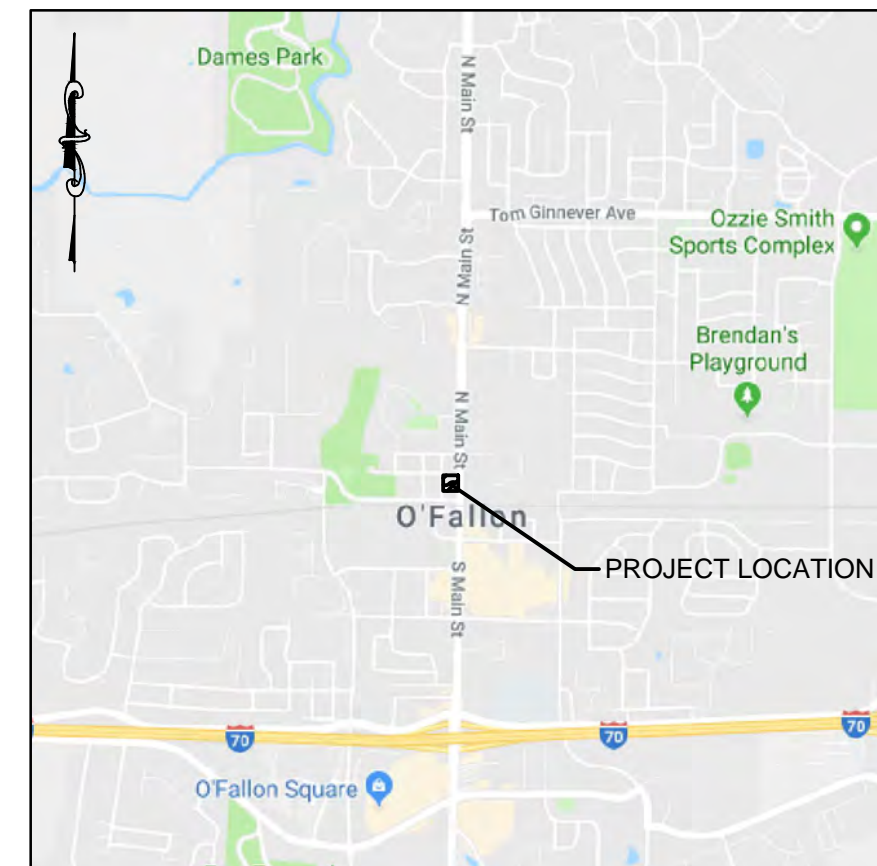 Dames Park
N Main St
Tom Ginnever Ave
Ozzie Smith
Sports Complex
N Main St
Brendan's
Playground
N Main St
O'Fallon
PROJECT LOCATION
S Main St
70
70
70
O'Fallon Square